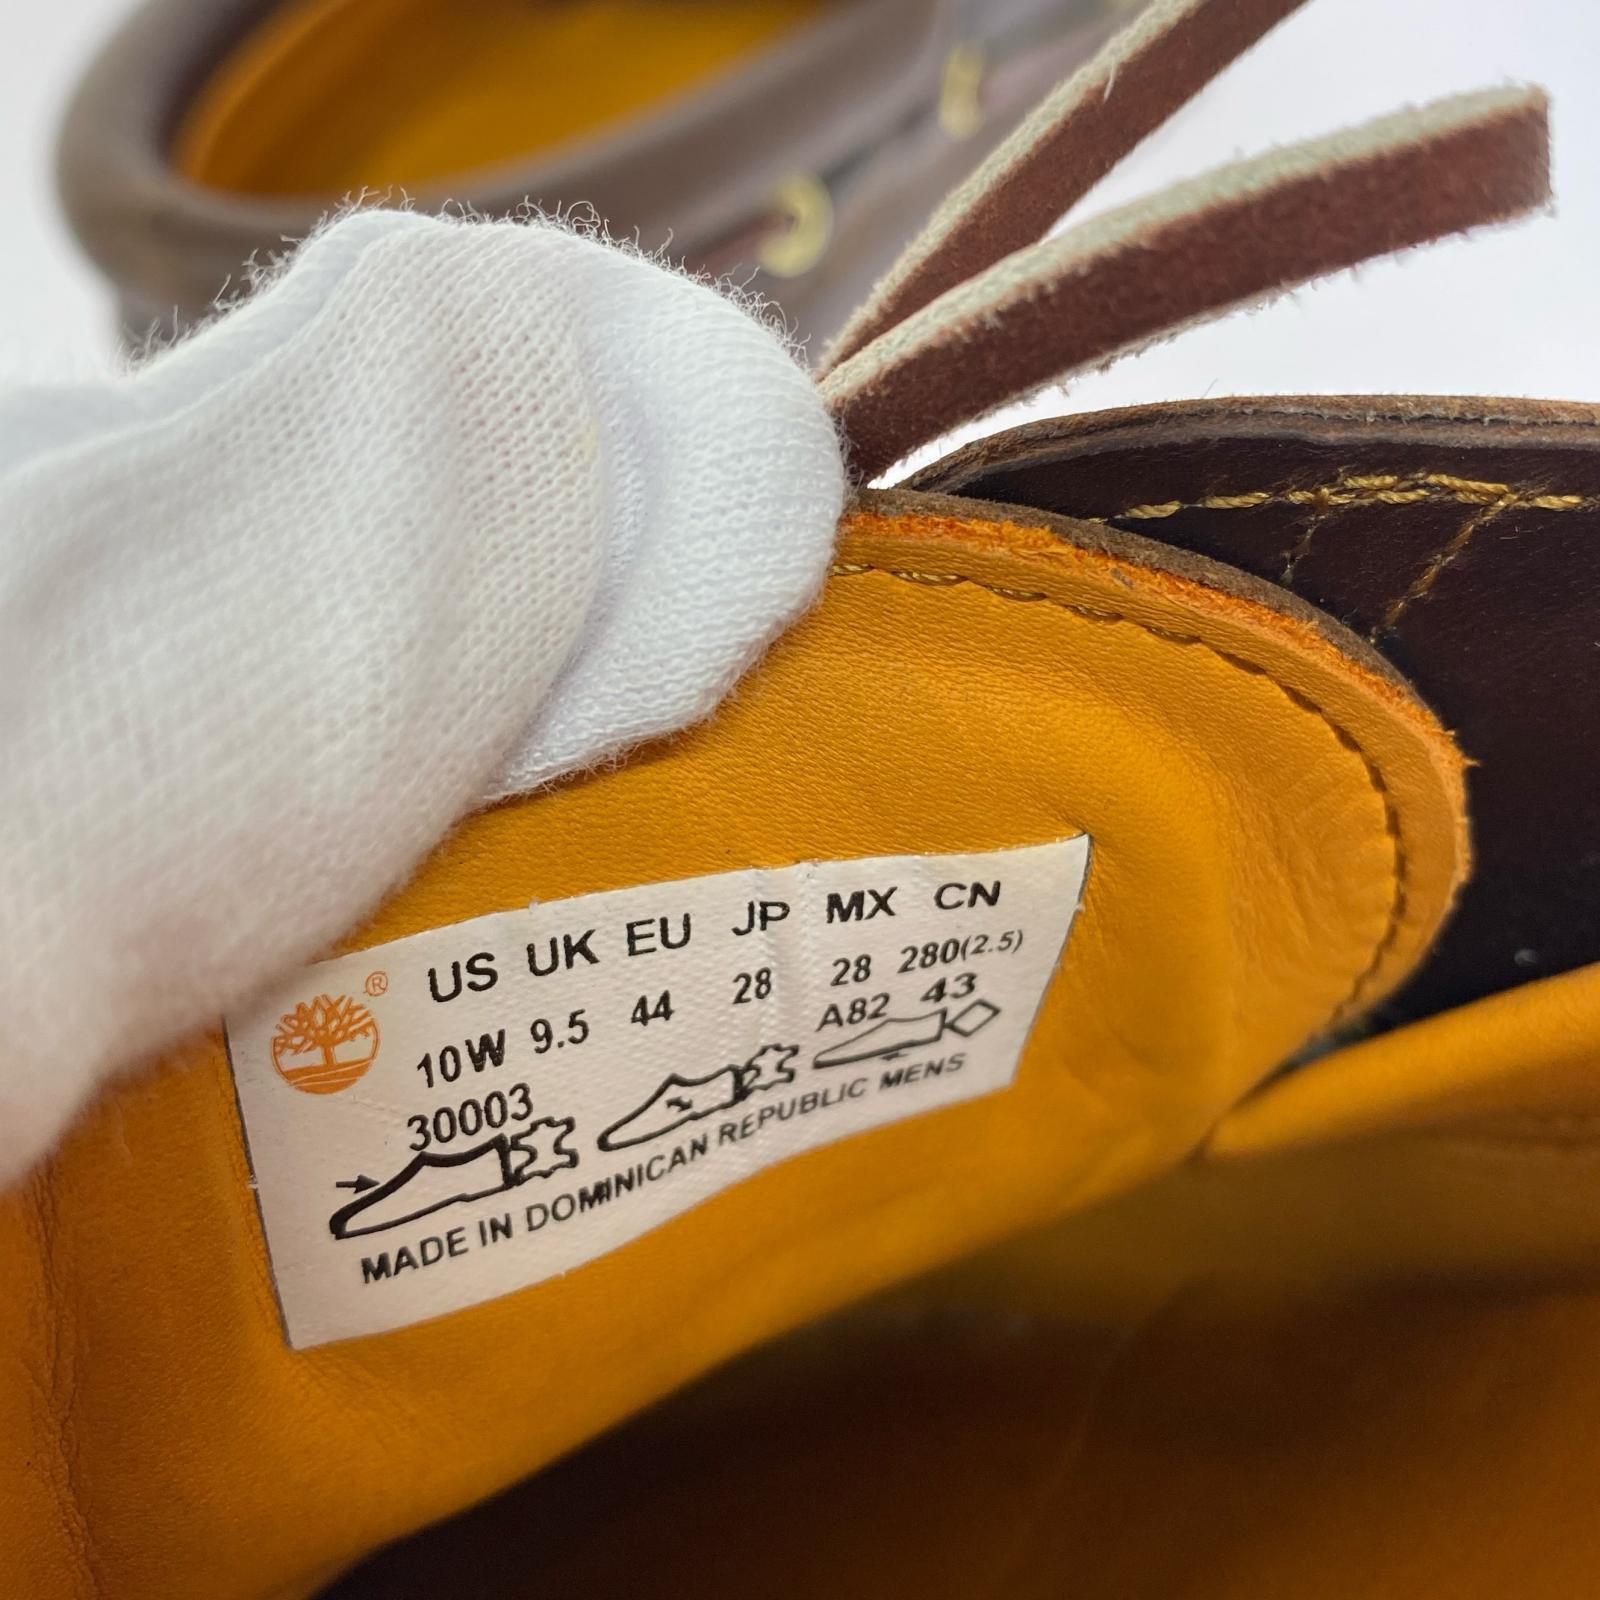 ®
US UK EU JP MX CN
10W 9.5 44 28 28 280(2.5)
30003 A82 43
MADE IN DOMINICAN REPUBLIC MENS